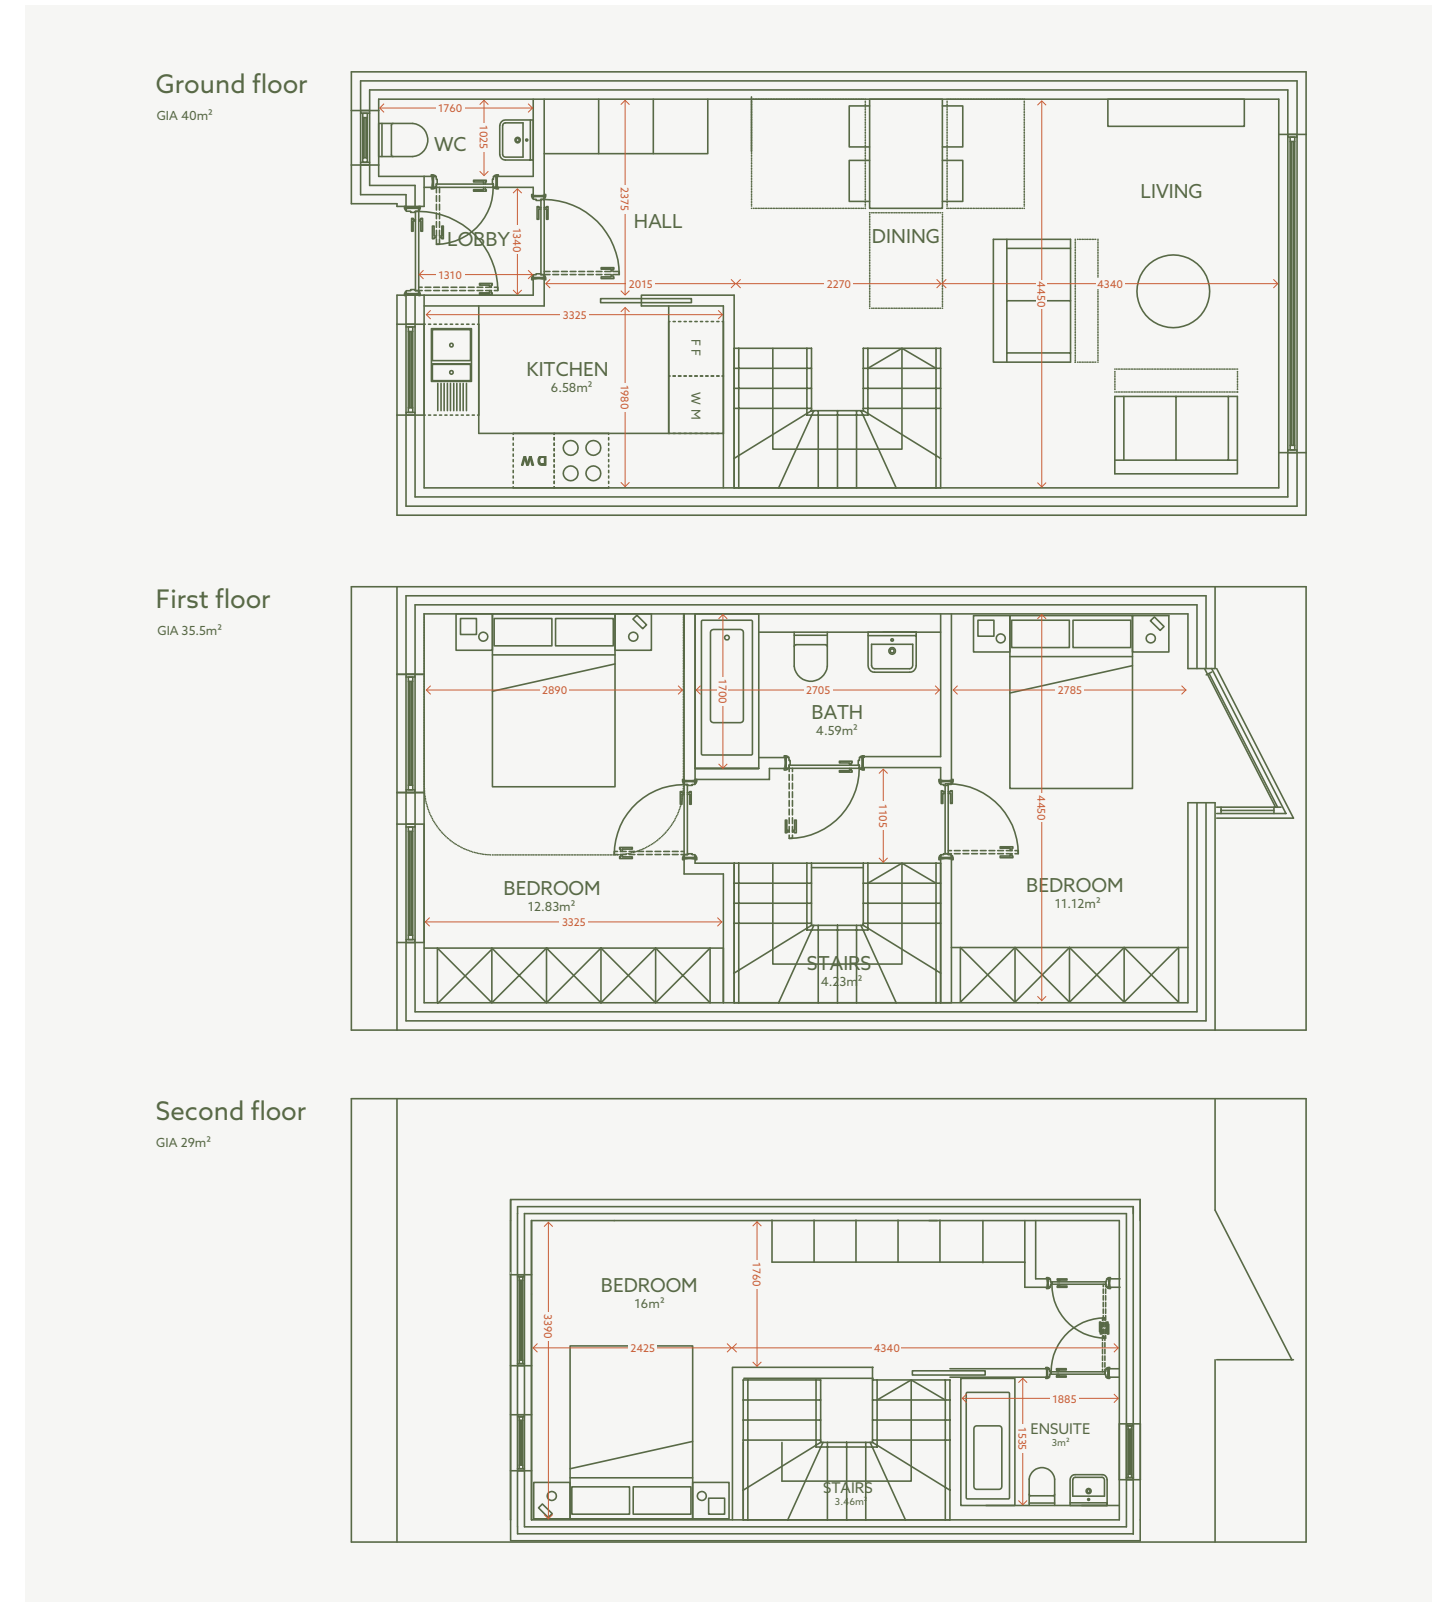 Ground floor
GIA 40m²
1760
WC
1025
LOBBY
1340
1310
2375
HALL
2015
2270
DINING
LIVING
4450
4340
3325
KITCHEN
6.58m²
1980
FF
WM
DW
First floor
GIA 35.5m²
2890
1700
2705
BATH
4.59m²
2785
1105
4450
BEDROOM
12.83m²
3325
BEDROOM
11.12m²
STAIRS
4.23m²
Second floor
GIA 29m²
BEDROOM
16m²
1760
3390
2425
4340
1885
1535
ENSUITE
3m²
STAIRS
3.46m²